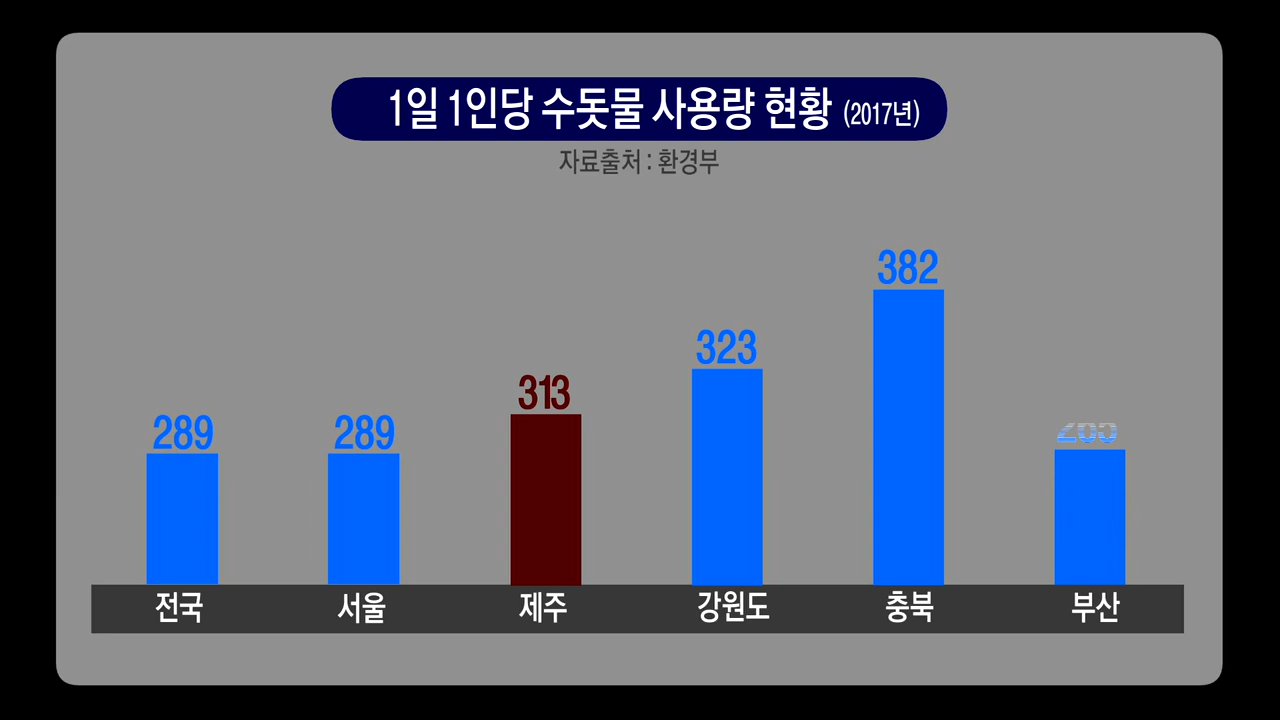 1일 1인당 수돗물 사용량 현황 (2017년)
자료출처 : 환경부
382
323
313
289 289
전국 서울 제주 강원도 충북 부산